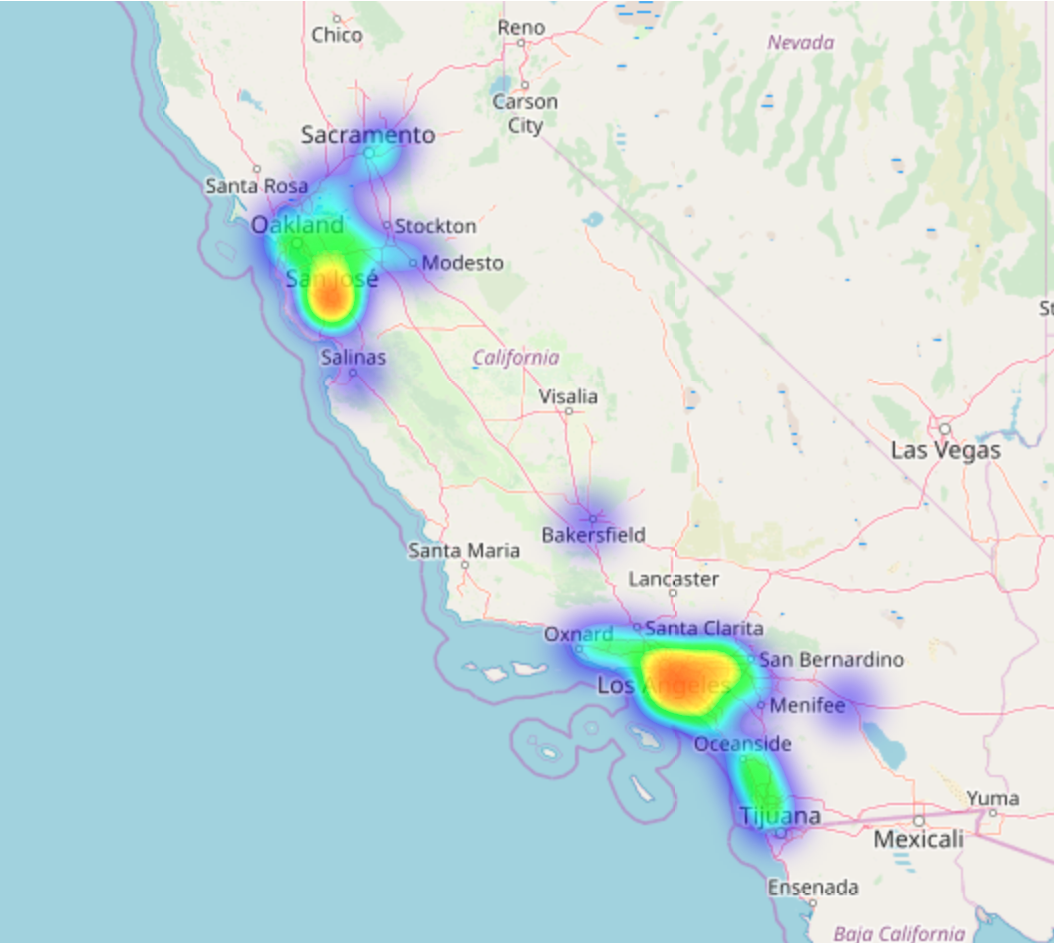 Chico
Reno
Nevada
Carson
City
Sacramento
Santa Rosa
Oakland
Stockton
Modesto
San José
St
Salinas
California
Visalia
Las Vegas
Bakersfield
Santa Maria
Lancaster
Oxnard
Santa Clarita
San Bernardino
Los Angeles
Menifee
Oceanside
Yuma
Tijuana
Mexicali
Ensenada
Baja California